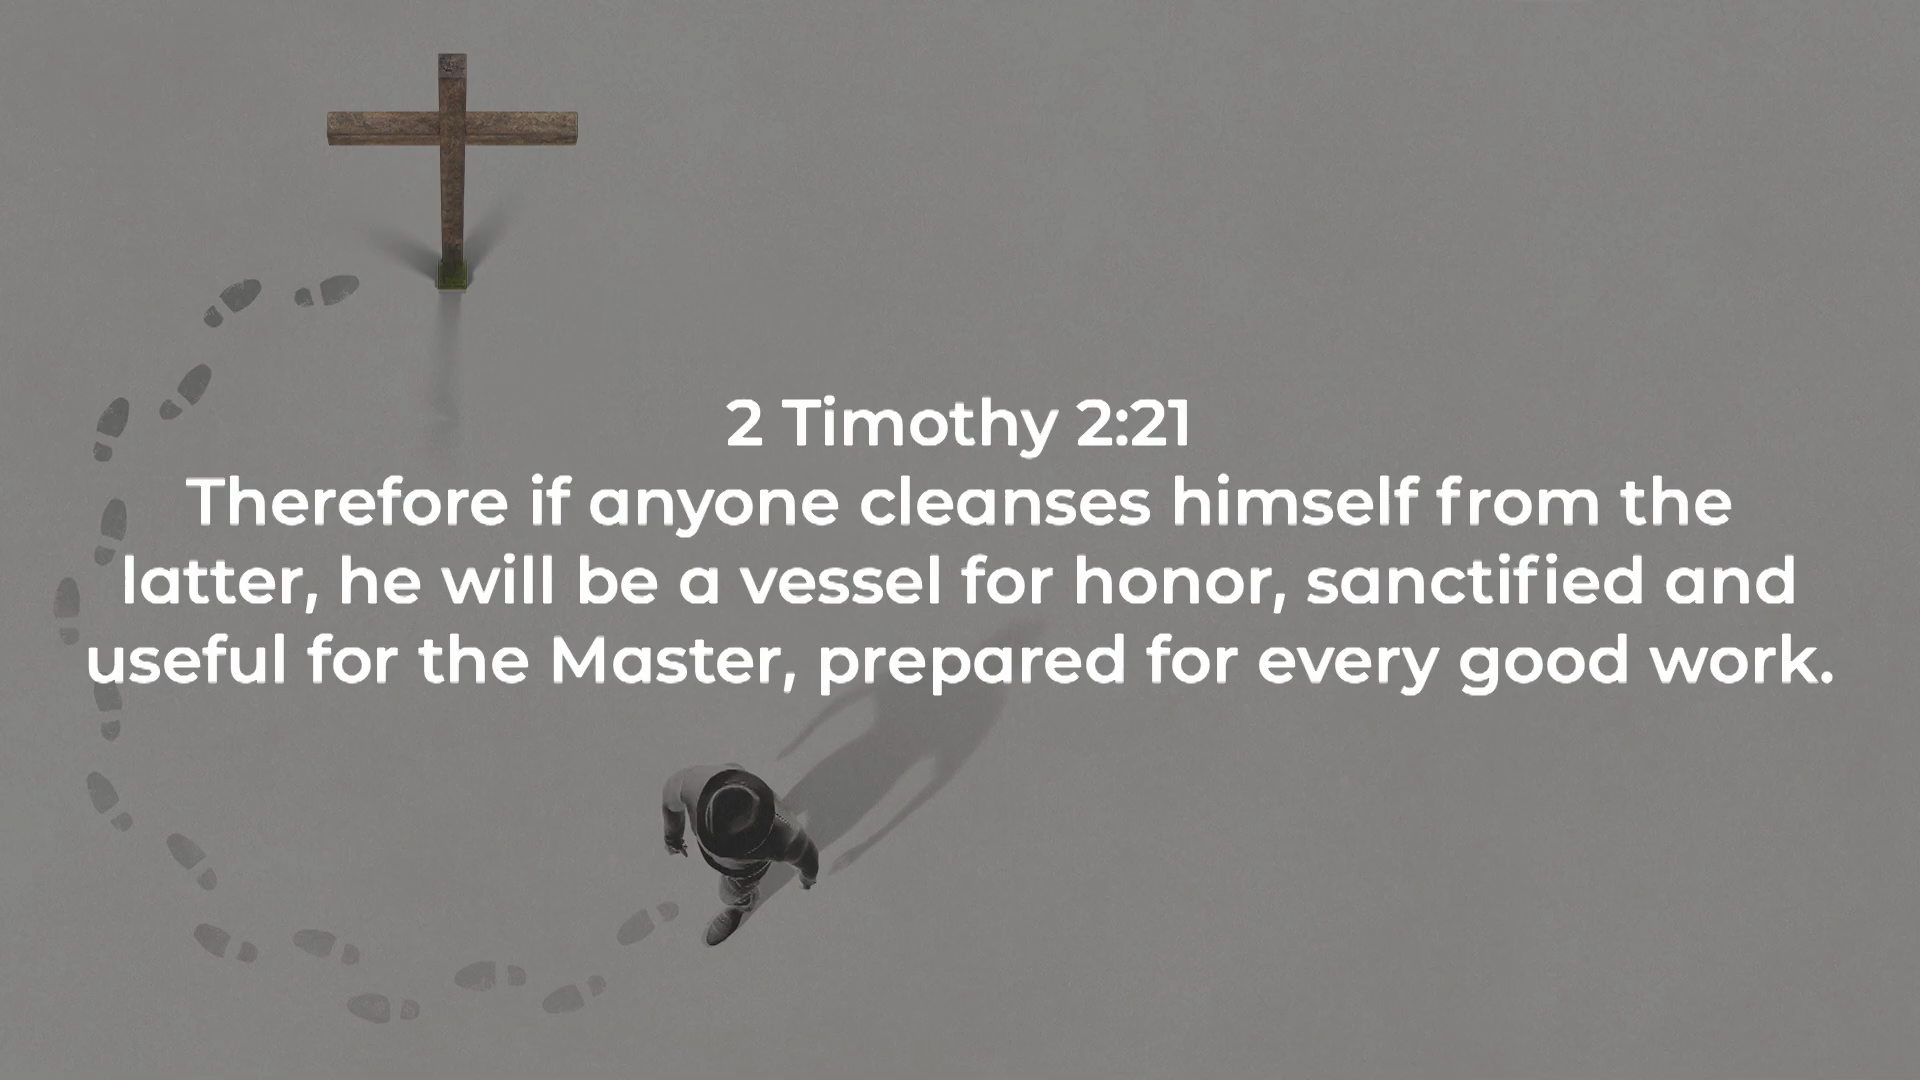 2 Timothy 2:21
Therefore if anyone cleanses himself from the
latter, he will be a vessel for honor, sanctified and
useful for the Master, prepared for every good work.